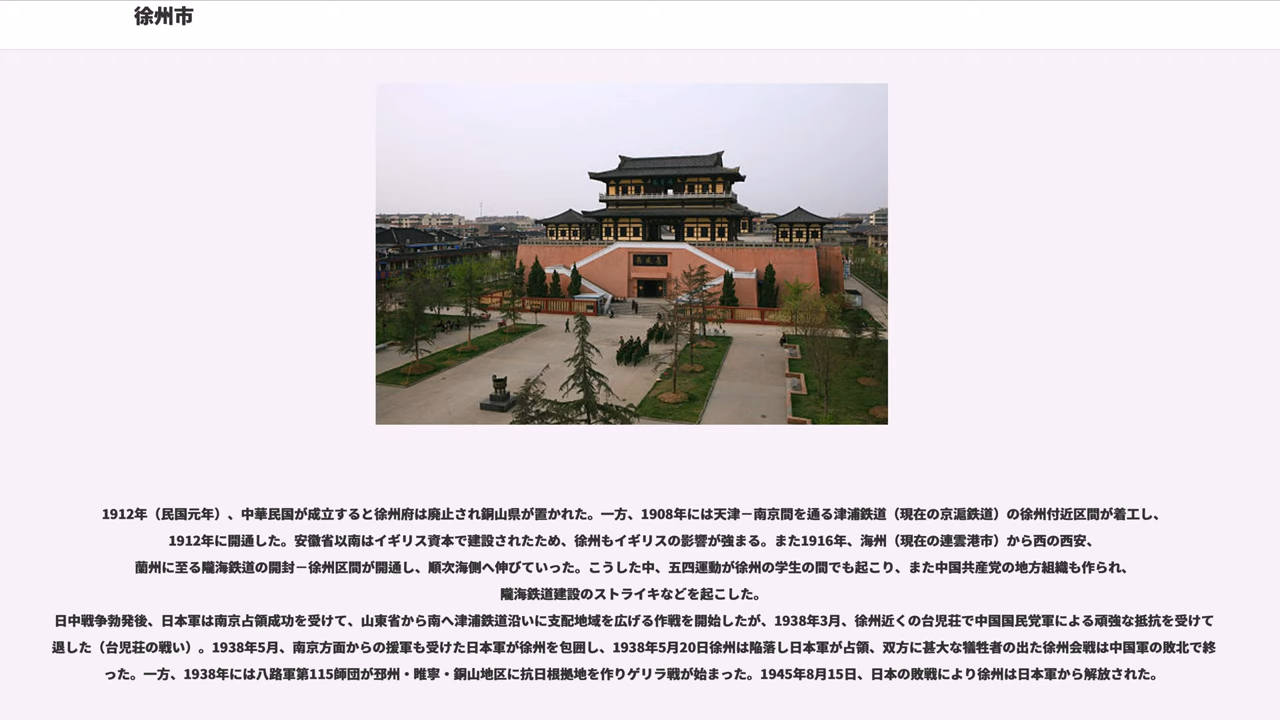 徐州市
1912年（民国元年）、中華民国が成立すると徐州府は廃止され銅山県が置かれた。一方、1908年には天津－南京間を通る津浦鉄道（現在の京滬鉄道）の徐州付近区間が着工し、
1912年に開通した。安徽省以南はイギリス資本で建設されたため、徐州もイギリスの影響が強まる。また1916年、海州（現在の連雲港市）から西の西安、
蘭州に至る隴海鉄道の開封－徐州区間が開通し、順次海側へ伸びていった。こうした中、五四運動が徐州の学生の間でも起こり、また中国共産党の地方組織も作られ、
隴海鉄道建設のストライキなどを起こした。
日中戦争勃発後、日本軍は南京占領成功を受けて、山東省から南へ津浦鉄道沿いに支配地域を広げる作戦を開始したが、1938年3月、徐州近くの台児荘で中国国民党軍による頑強な抵抗を受けて
退した（台児荘の戦い）。1938年5月、南京方面からの援軍も受けた日本軍が徐州を包囲し、1938年5月20日徐州は陥落し日本軍が占領、双方に甚大な犠牲者の出た徐州会戦は中国軍の敗北で終
った。一方、1938年には八路軍第115師団が邳州・睢寧・銅山地区に抗日根拠地を作りゲリラ戦が始まった。1945年8月15日、日本の敗戦により徐州は日本軍から解放された。